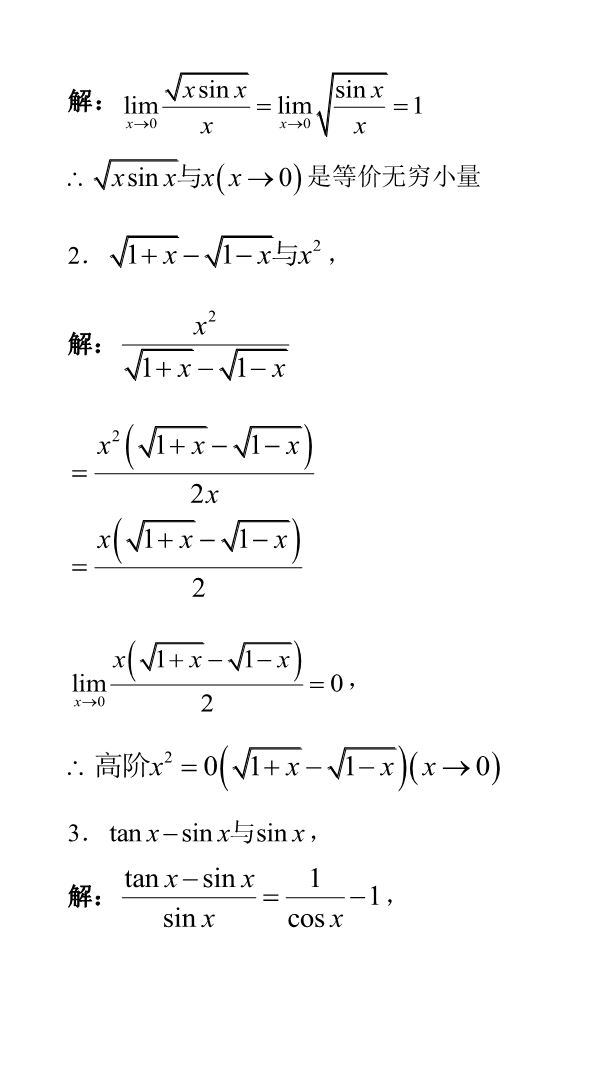 解：lim_{x→0} √(x sin x) / x = lim_{x→0} √(sin x / x) = 1
∴ √(x sin x)与x(x→0)是等价无穷小量
2． √(1+x) − √(1−x)与x²，
解：x² / (√(1+x) − √(1−x))
= x²(√(1+x) − √(1−x)) / 2x
= x(√(1+x) − √(1−x)) / 2
lim_{x→0} x(√(1+x) − √(1−x)) / 2 = 0，
∴ 高阶x² = 0(√(1+x) − √(1−x))(x→0)
3． tan x − sin x与sin x，
解：(tan x − sin x) / sin x = 1 / cos x − 1，